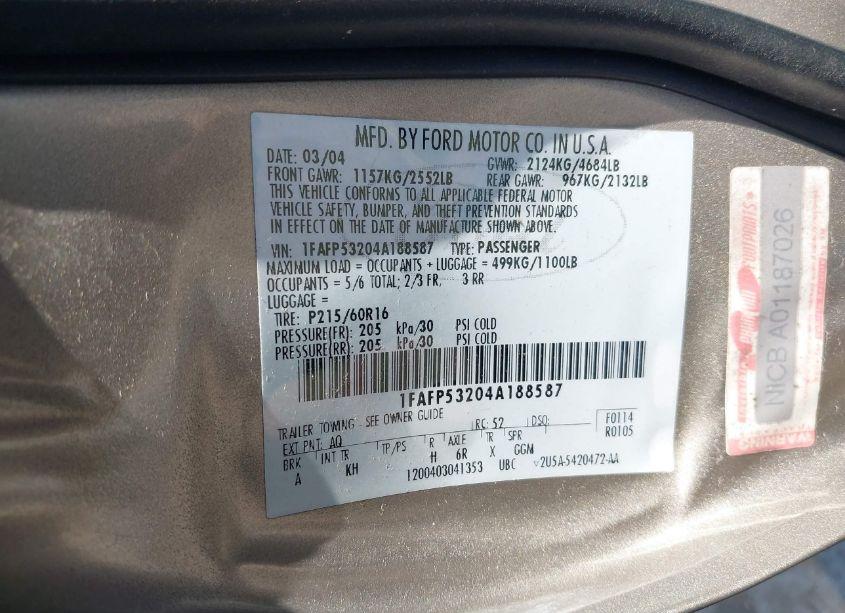 MFD. BY FORD MOTOR CO. IN U.S.A.
DATE: 03/04 GVWR: 2124KG/4684LB
FRONT GAWR: 1157KG/2552LB REAR GAWR: 967KG/2132LB
THIS VEHICLE CONFORMS TO ALL APPLICABLE FEDERAL MOTOR
VEHICLE SAFETY, BUMPER, AND THEFT PREVENTION STANDARDS
IN EFFECT ON THE DATE OF MANUFACTURE SHOWN ABOVE.
VIN: 1FAFP53204A188587 TYPE: PASSENGER
MAXIMUM LOAD = OCCUPANTS + LUGGAGE = 499KG/1100LB
OCCUPANTS = 5/6 TOTAL; 2/3 FR, 3 RR
LUGGAGE =
TIRE: P215/60R16
PRESSURE(FR): 205 kPa/30 PSI COLD
PRESSURE(RR): 205 kPa/30 PSI COLD
1FAFP53204A188587
TRAILER TOWING - SEE OWNER GUIDE
EXT PNT: AQ RC: 52 DSO: F0114
R0105
BRK INT TR TP/PS R AXLE TR SPR
A KH H 6R X GGM
1200403041353 UBC V2U5A-5420472-AA
NICB A01187026
WARNING